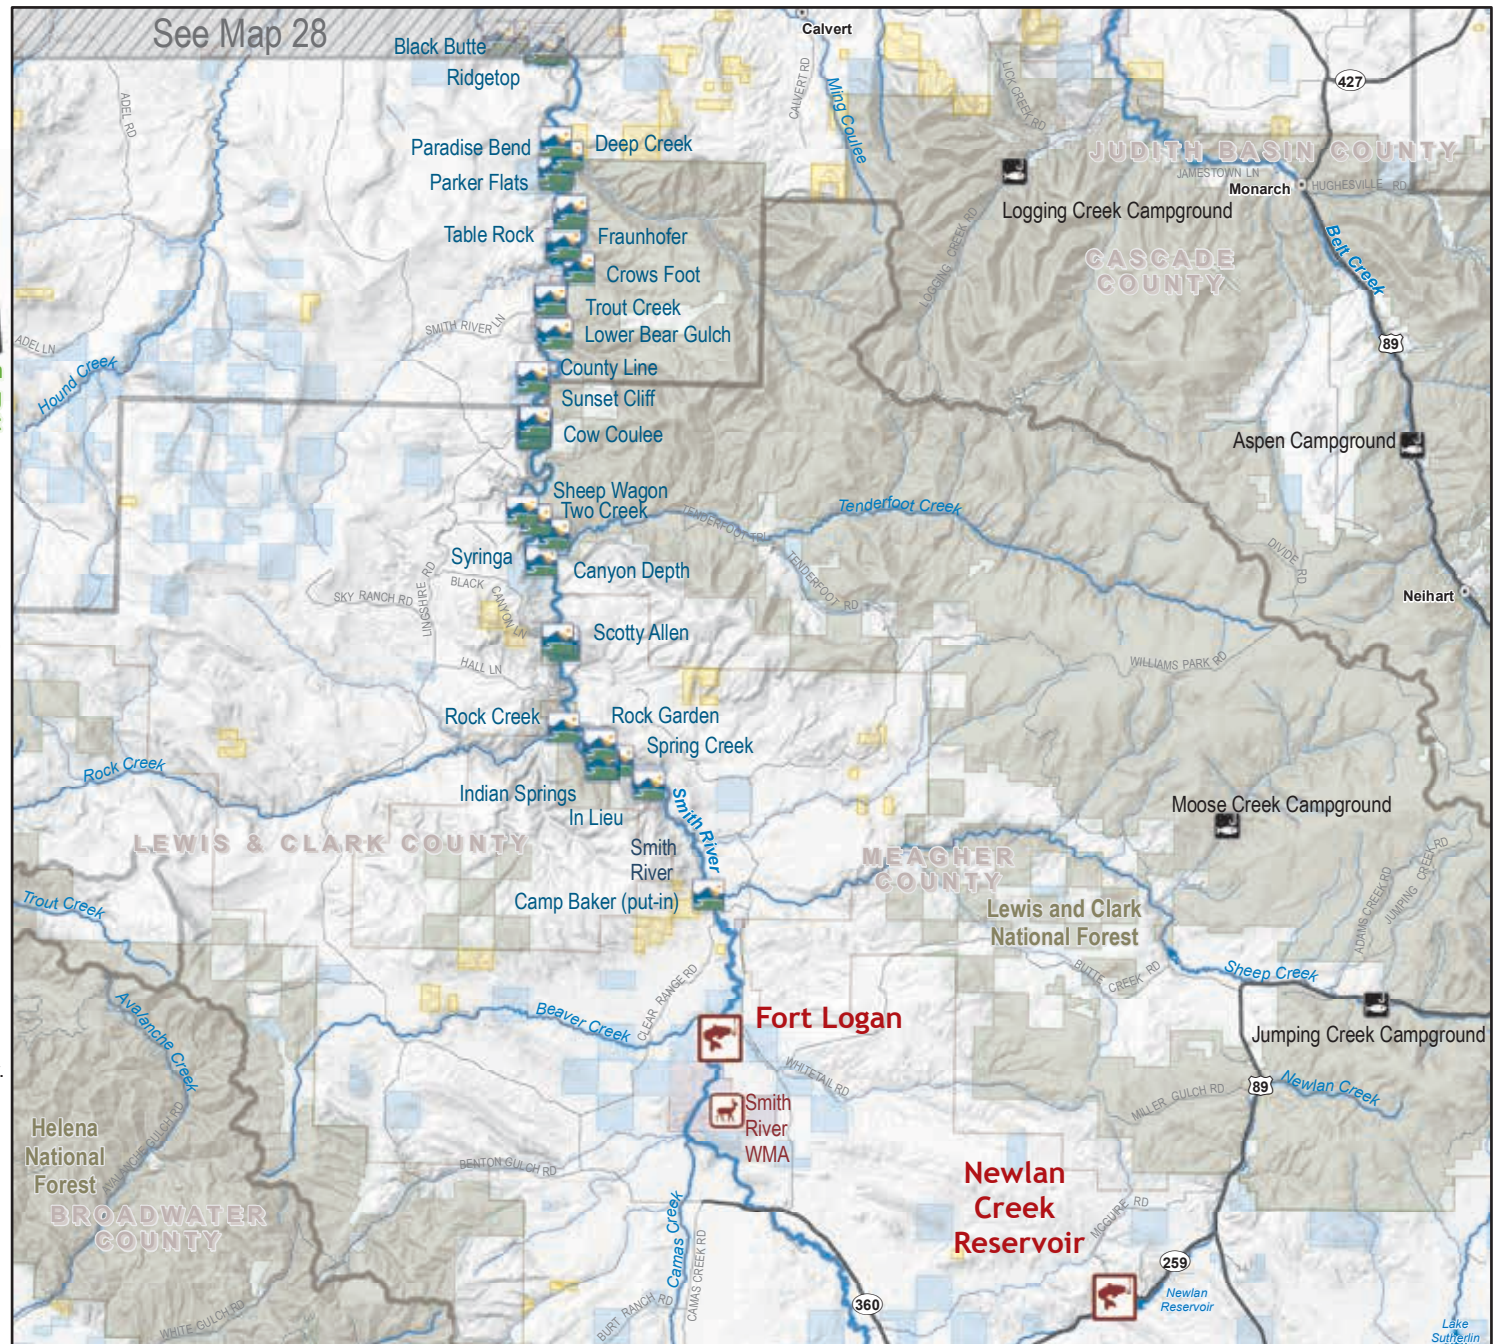 See Map 28
Black Butte
Ridgetop
Calvert
ADEL RD
CALVERT RD
Ming Coulee
LICK CREEK RD
427
Paradise Bend
Deep Creek
Parker Flats
JUDITH BASIN COUNTY
JAMESTOWN LN
Monarch
HUGHESVILLE RD
Logging Creek Campground
LOGGING CREEK RD
Table Rock
Fraunhofer
Crows Foot
Belt Creek
CASCADE
COUNTY
Trout Creek
SMITH RIVER LN
Lower Bear Gulch
ADEL LN
89
Hound Creek
County Line
Sunset Cliff
Cow Coulee
Aspen Campground
Sheep Wagon
Two Creek
TENDERFOOT TRL
Tenderfoot Creek
Syringa
Canyon Depth
TENDERFOOT RD
DIVIDE RD
LINGSHIRE RD
BLACK CANYON LN
SKY RANCH RD
Neihart
Scotty Allen
HALL LN
WILLIAMS PARK RD
Rock Creek
Rock Garden
Spring Creek
Rock Creek
Indian Springs
In Lieu
Smith River
Moose Creek Campground
LEWIS & CLARK COUNTY
Smith
River
MEAGHER
COUNTY
ADAMS CREEK RD
JUMPING CREEK RD
Camp Baker (put-in)
Trout Creek
Lewis and Clark
National Forest
BUTTE CREEK RD
Sheep Creek
CLEAR RANGE RD
Avalanche Creek
Beaver Creek
Fort Logan
Jumping Creek Campground
WHITETAIL RD
89
Newlan Creek
MILLER GULCH RD
Smith
River
WMA
Helena
National
Forest
AVALANCHE GULCH RD
BENTON GULCH RD
Newlan
Creek
Reservoir
MCGUIRE RD
BROADWATER
COUNTY
Camas Creek
CAMAS CREEK RD
259
Newlan
Reservoir
360
BURT RANCH RD
WHITE GULCH RD
Lake
Sutherlin